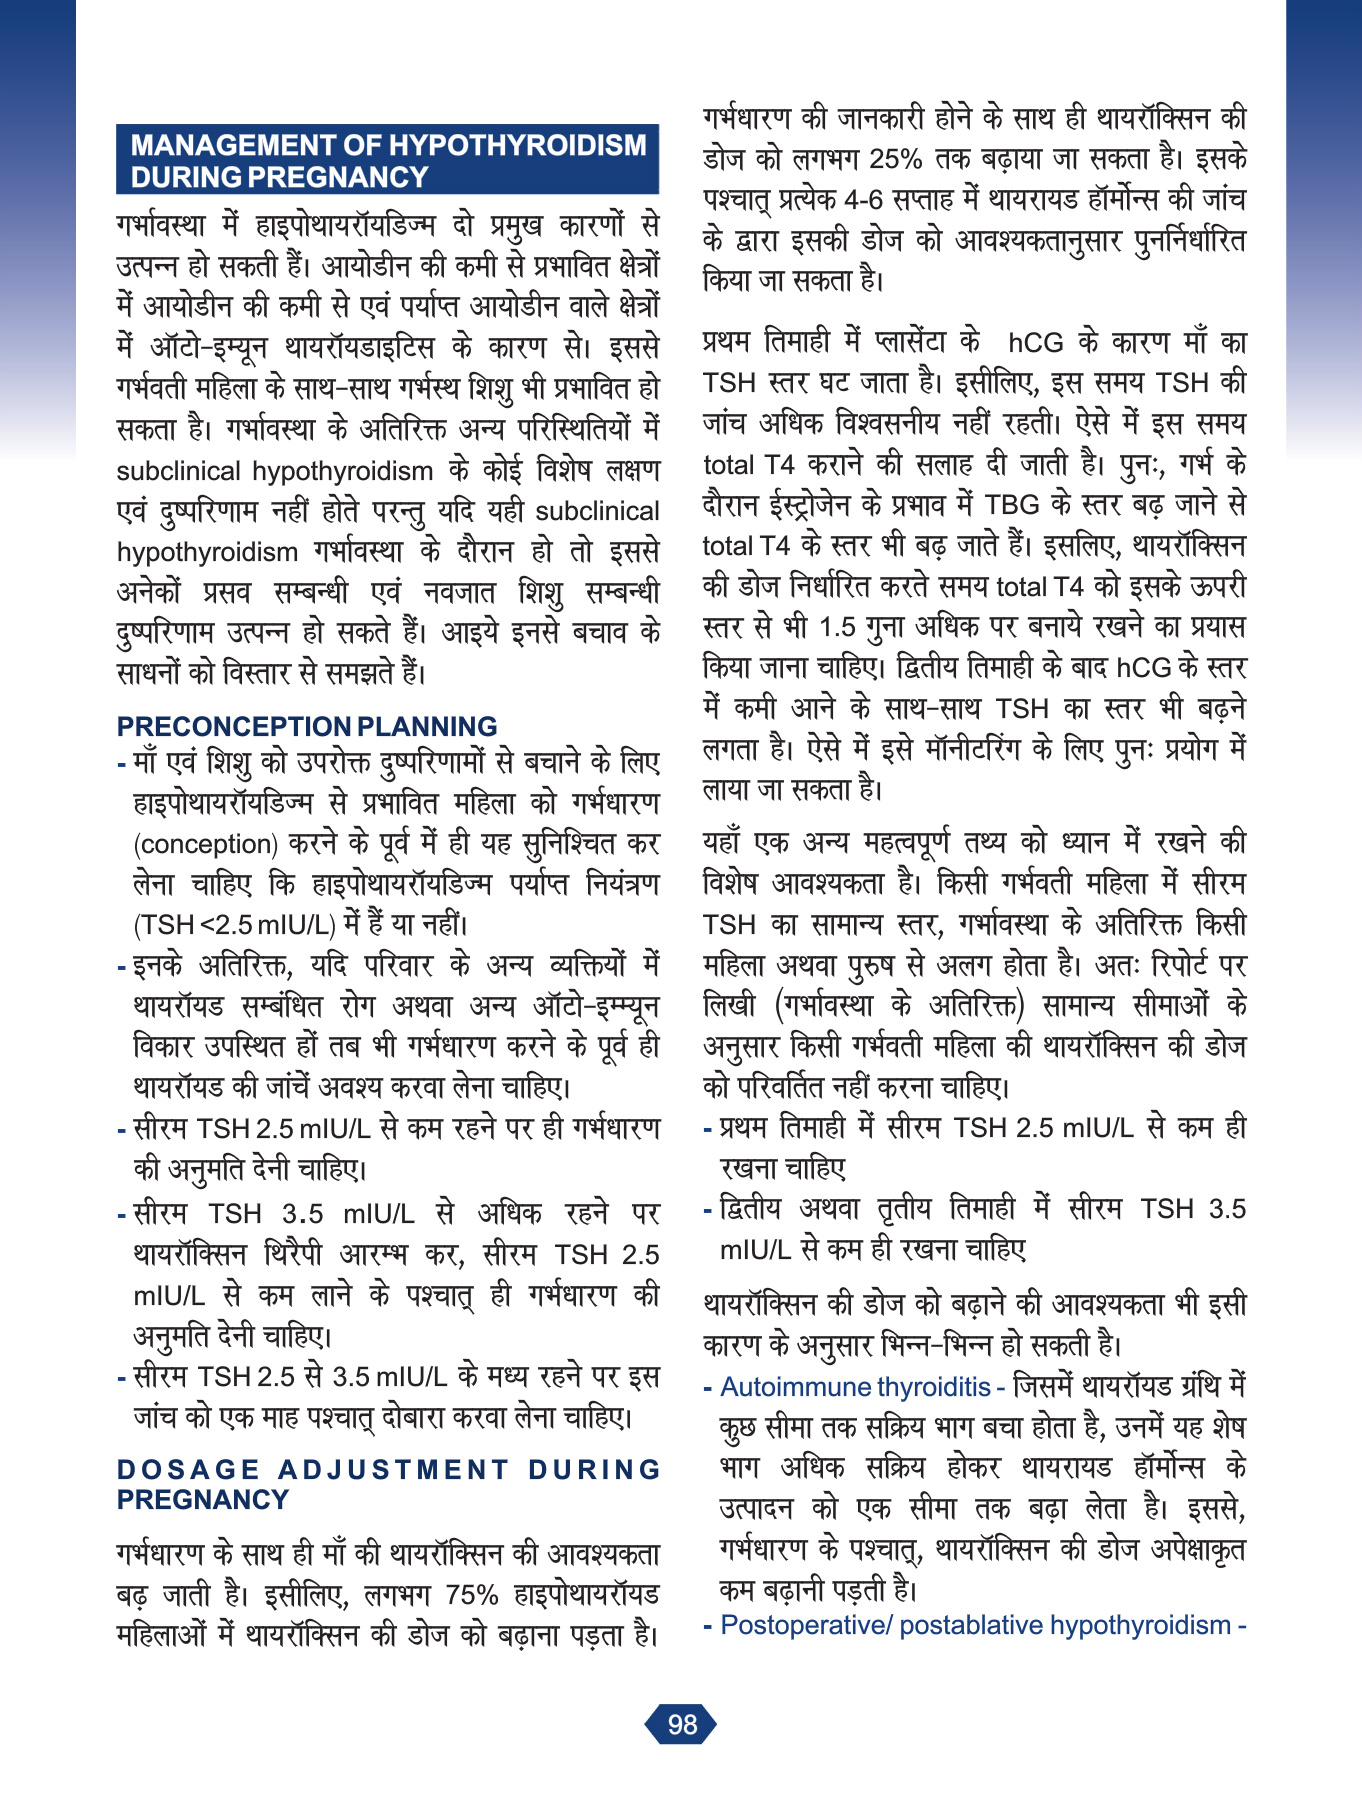 MANAGEMENT OF HYPOTHYROIDISM
DURING PREGNANCY
गर्भावस्था में हाइपोथायरॉयडिज्म दो प्रमुख कारणों से
उत्पन्न हो सकती हैं। आयोडीन की कमी से प्रभावित क्षेत्रों
में आयोडीन की कमी से एवं पर्याप्त आयोडीन वाले क्षेत्रों
में ऑटो-इम्यून थायरॉयडाइटिस के कारण से। इससे
गर्भवती महिला के साथ-साथ गर्भस्थ शिशु भी प्रभावित हो
सकता है। गर्भावस्था के अतिरिक्त अन्य परिस्थितियों में
subclinical hypothyroidism के कोई विशेष लक्षण
एवं दुष्परिणाम नहीं होते परन्तु यदि यही subclinical
hypothyroidism गर्भावस्था के दौरान हो तो इससे
अनेकों प्रसव सम्बन्धी एवं नवजात शिशु सम्बन्धी
दुष्परिणाम उत्पन्न हो सकते हैं। आइये इनसे बचाव के
साधनों को विस्तार से समझते हैं।
PRECONCEPTION PLANNING
- माँ एवं शिशु को उपरोक्त दुष्परिणामों से बचाने के लिए
हाइपोथायरॉयडिज्म से प्रभावित महिला को गर्भधारण
(conception) करने के पूर्व में ही यह सुनिश्चित कर
लेना चाहिए कि हाइपोथायरॉयडिज्म पर्याप्त नियंत्रण
(TSH <2.5 mIU/L) में हैं या नहीं।
- इनके अतिरिक्त, यदि परिवार के अन्य व्यक्तियों में
थायरॉयड सम्बंधित रोग अथवा अन्य ऑटो-इम्म्यून
विकार उपस्थित हों तब भी गर्भधारण करने के पूर्व ही
थायरॉयड की जांचें अवश्य करवा लेना चाहिए।
- सीरम TSH 2.5 mIU/L से कम रहने पर ही गर्भधारण
की अनुमति देनी चाहिए।
- सीरम TSH 3.5 mIU/L से अधिक रहने पर
थायरॉक्सिन थिरैपी आरम्भ कर, सीरम TSH 2.5
mIU/L से कम लाने के पश्चात् ही गर्भधारण की
अनुमति देनी चाहिए।
- सीरम TSH 2.5 से 3.5 mIU/L के मध्य रहने पर इस
जांच को एक माह पश्चात् दोबारा करवा लेना चाहिए।
DOSAGE ADJUSTMENT DURING
PREGNANCY
गर्भधारण के साथ ही माँ की थायरॉक्सिन की आवश्यकता
बढ़ जाती है। इसीलिए, लगभग 75% हाइपोथायरॉयड
महिलाओं में थायरॉक्सिन की डोज को बढ़ाना पड़ता है।
गर्भधारण की जानकारी होने के साथ ही थायरॉक्सिन की
डोज को लगभग 25% तक बढ़ाया जा सकता है। इसके
पश्चात् प्रत्येक 4-6 सप्ताह में थायरायड हॉर्मोन्स की जांच
के द्वारा इसकी डोज को आवश्यकतानुसार पुनर्निर्धारित
किया जा सकता है।
प्रथम तिमाही में प्लासेंटा के hCG के कारण माँ का
TSH स्तर घट जाता है। इसीलिए, इस समय TSH की
जांच अधिक विश्वसनीय नहीं रहती। ऐसे में इस समय
total T4 कराने की सलाह दी जाती है। पुनः, गर्भ के
दौरान ईस्ट्रोजेन के प्रभाव में TBG के स्तर बढ़ जाने से
total T4 के स्तर भी बढ़ जाते हैं। इसलिए, थायरॉक्सिन
की डोज निर्धारित करते समय total T4 को इसके ऊपरी
स्तर से भी 1.5 गुना अधिक पर बनाये रखने का प्रयास
किया जाना चाहिए। द्वितीय तिमाही के बाद hCG के स्तर
में कमी आने के साथ-साथ TSH का स्तर भी बढ़ने
लगता है। ऐसे में इसे मॉनीटरिंग के लिए पुनः प्रयोग में
लाया जा सकता है।
यहाँ एक अन्य महत्वपूर्ण तथ्य को ध्यान में रखने की
विशेष आवश्यकता है। किसी गर्भवती महिला में सीरम
TSH का सामान्य स्तर, गर्भावस्था के अतिरिक्त किसी
महिला अथवा पुरुष से अलग होता है। अतः रिपोर्ट पर
लिखी (गर्भावस्था के अतिरिक्त) सामान्य सीमाओं के
अनुसार किसी गर्भवती महिला की थायरॉक्सिन की डोज
को परिवर्तित नहीं करना चाहिए।
- प्रथम तिमाही में सीरम TSH 2.5 mIU/L से कम ही
रखना चाहिए
- द्वितीय अथवा तृतीय तिमाही में सीरम TSH 3.5
mIU/L से कम ही रखना चाहिए
थायरॉक्सिन की डोज को बढ़ाने की आवश्यकता भी इसी
कारण के अनुसार भिन्न-भिन्न हो सकती है।
- Autoimmune thyroiditis - जिसमें थायरॉयड ग्रंथि में
कुछ सीमा तक सक्रिय भाग बचा होता है, उनमें यह शेष
भाग अधिक सक्रिय होकर थायरायड हॉर्मोन्स के
उत्पादन को एक सीमा तक बढ़ा लेता है। इससे,
गर्भधारण के पश्चात्, थायरॉक्सिन की डोज अपेक्षाकृत
कम बढ़ानी पड़ती है।
- Postoperative/ postablative hypothyroidism -
98